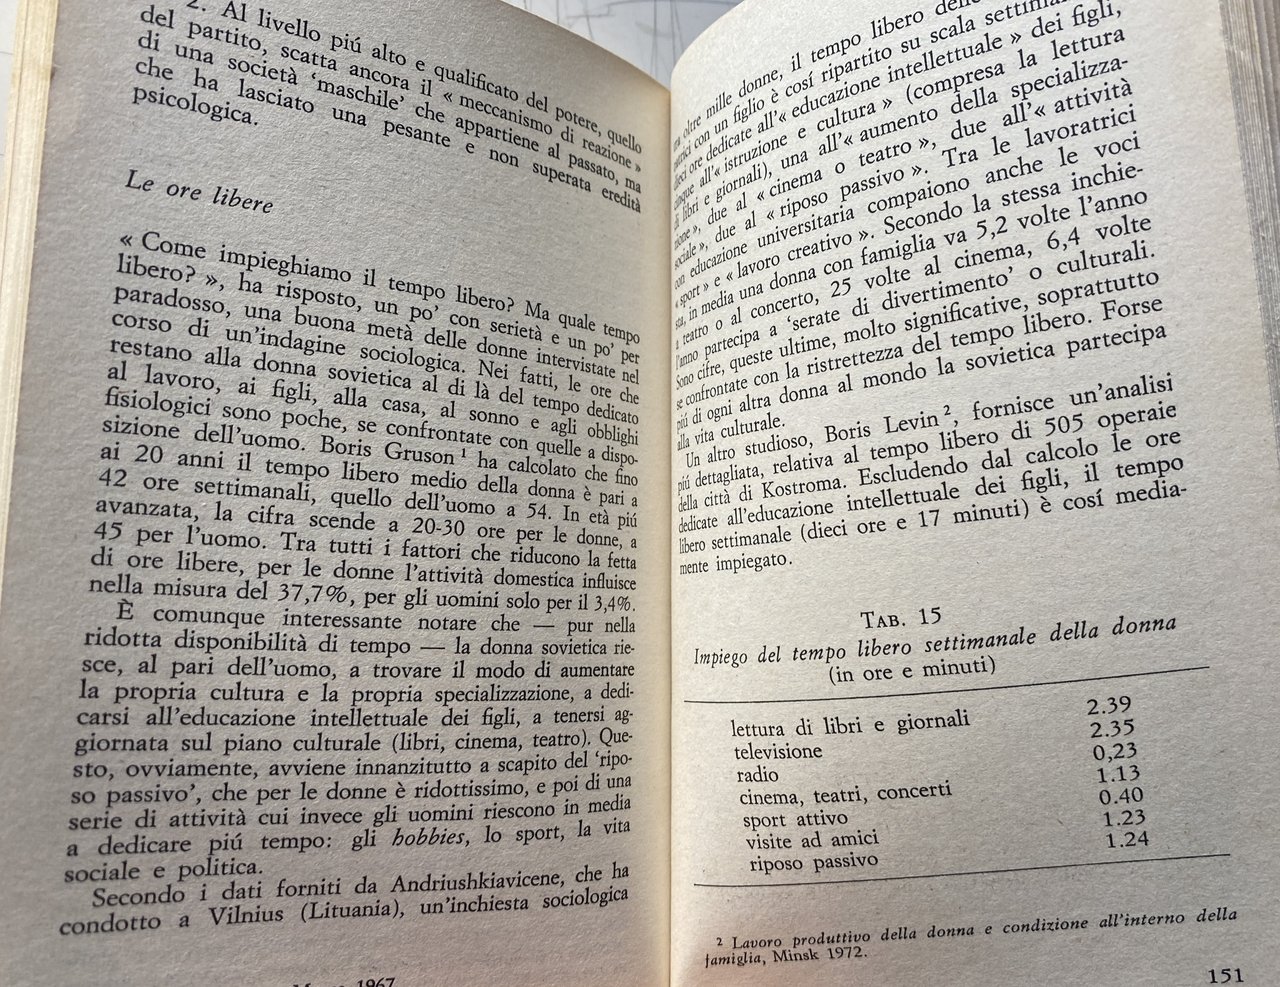 2. Al livello piú alto e qualificato del potere, quello
del partito, scatta ancora il « meccanismo di reazione »
di una società ‘maschile’ che appartiene al passato, ma
che ha lasciato una pesante e non superata eredità
psicologica.
Le ore libere
« Come impieghiamo il tempo libero? Ma quale tempo
libero? », ha risposto, un po’ con serietà e un po’ per
paradosso, una buona metà delle donne intervistate nel
corso di un’indagine sociologica. Nei fatti, le ore che
restano alla donna sovietica al di là del tempo dedicato
al lavoro, ai figli, alla casa, al sonno e agli obblighi
fisiologici sono poche, se confrontate con quelle a dispo-
sizione dell’uomo. Boris Gruson ¹ ha calcolato che fino
ai 20 anni il tempo libero medio della donna è pari a
42 ore settimanali, quello dell’uomo a 54. In età piú
avanzata, la cifra scende a 20-30 ore per le donne, a
45 per l’uomo. Tra tutti i fattori che riducono la fetta
di ore libere, per le donne l’attività domestica influisce
nella misura del 37,7%, per gli uomini solo per il 3,4%.
È comunque interessante notare che — pur nella
ridotta disponibilità di tempo — la donna sovietica rie-
sce, al pari dell’uomo, a trovare il modo di aumentare
la propria cultura e la propria specializzazione, a dedi-
carsi all’educazione intellettuale dei figli, a tenersi ag-
giornata sul piano culturale (libri, cinema, teatro). Que-
sto, ovviamente, avviene innanzitutto a scapito del ‘ripo-
so passivo’, che per le donne è ridottissimo, e poi di una
serie di attività cui invece gli uomini riescono in media
a dedicare piú tempo: gli hobbies, lo sport, la vita
sociale e politica.
Secondo i dati forniti da Andriushkiavicene, che ha
condotto a Vilnius (Lituania), un’inchiesta sociologica
1967
oltre mille donne, il tempo libero delle
con un figlio è cosí ripartito su scala
dieci ore dedicate all’« educazione intellettuale » dei figli,
cinque all’« istruzione e cultura » (compresa la lettura
di libri e giornali), una all’« aumento della specializza-
zione », due al « cinema o teatro », due all’« attività
sociale », due al « riposo passivo ». Tra le lavoratrici
con educazione universitaria compaiono anche le voci
« sport » e « lavoro creativo ». Secondo la stessa inchie-
sta, in media una donna con famiglia va 5,2 volte l’anno
a teatro o al concerto, 25 volte al cinema, 6,4 volte
l’anno partecipa a ‘serate di divertimento’ o culturali.
Sono cifre, queste ultime, molto significative, soprattutto
se confrontate con la ristrettezza del tempo libero. Forse
piú di ogni altra donna al mondo la sovietica partecipa
alla vita culturale.
Un altro studioso, Boris Levin ², fornisce un’analisi
piú dettagliata, relativa al tempo libero di 505 operaie
della città di Kostroma. Escludendo dal calcolo le ore
dedicate all’educazione intellettuale dei figli, il tempo
libero settimanale (dieci ore e 17 minuti) è cosí media-
mente impiegato.
TAB. 15
Impiego del tempo libero settimanale della donna
(in ore e minuti)
lettura di libri e giornali 2.39
televisione 2.35
radio 0,23
cinema, teatri, concerti 1.13
sport attivo 0.40
visite ad amici 1.23
riposo passivo 1.24
² Lavoro produttivo della donna e condizione all’interno della
famiglia, Minsk 1972.
151